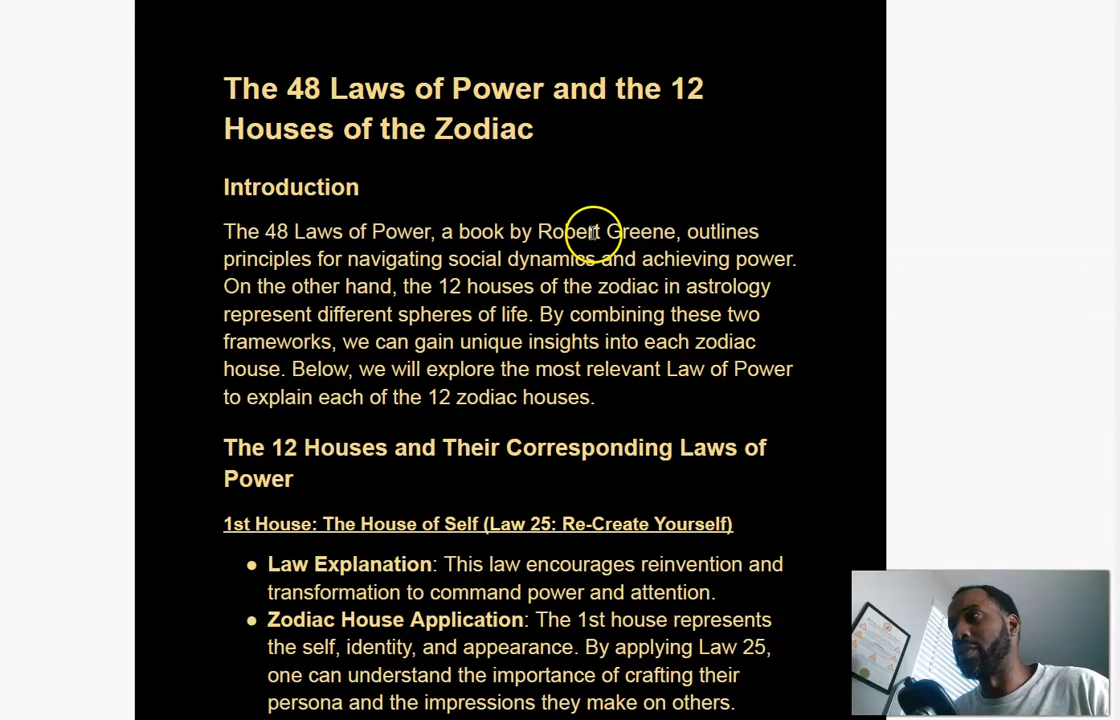 The 48 Laws of Power and the 12
Houses of the Zodiac
Introduction
The 48 Laws of Power, a book by Robert Greene, outlines
principles for navigating social dynamics and achieving power.
On the other hand, the 12 houses of the zodiac in astrology
represent different spheres of life. By combining these two
frameworks, we can gain unique insights into each zodiac
house. Below, we will explore the most relevant Law of Power
to explain each of the 12 zodiac houses.
The 12 Houses and Their Corresponding Laws of
Power
1st House: The House of Self (Law 25: Re-Create Yourself)
● Law Explanation: This law encourages reinvention and
transformation to command power and attention.
● Zodiac House Application: The 1st house represents
the self, identity, and appearance. By applying Law 25,
one can understand the importance of crafting their
persona and the impressions they make on others.